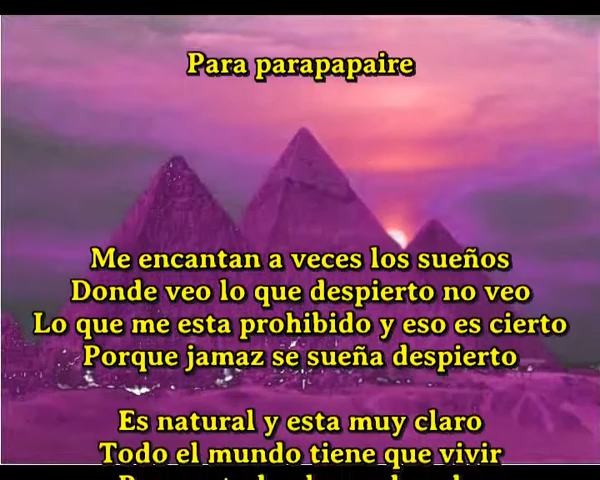 Para parapapaire
Me encantan a veces los sueños
Donde veo lo que despierto no veo
Lo que me esta prohibido y eso es cierto
Porque jamaz se sueña despierto
Es natural y esta muy claro
Todo el mundo tiene que vivir